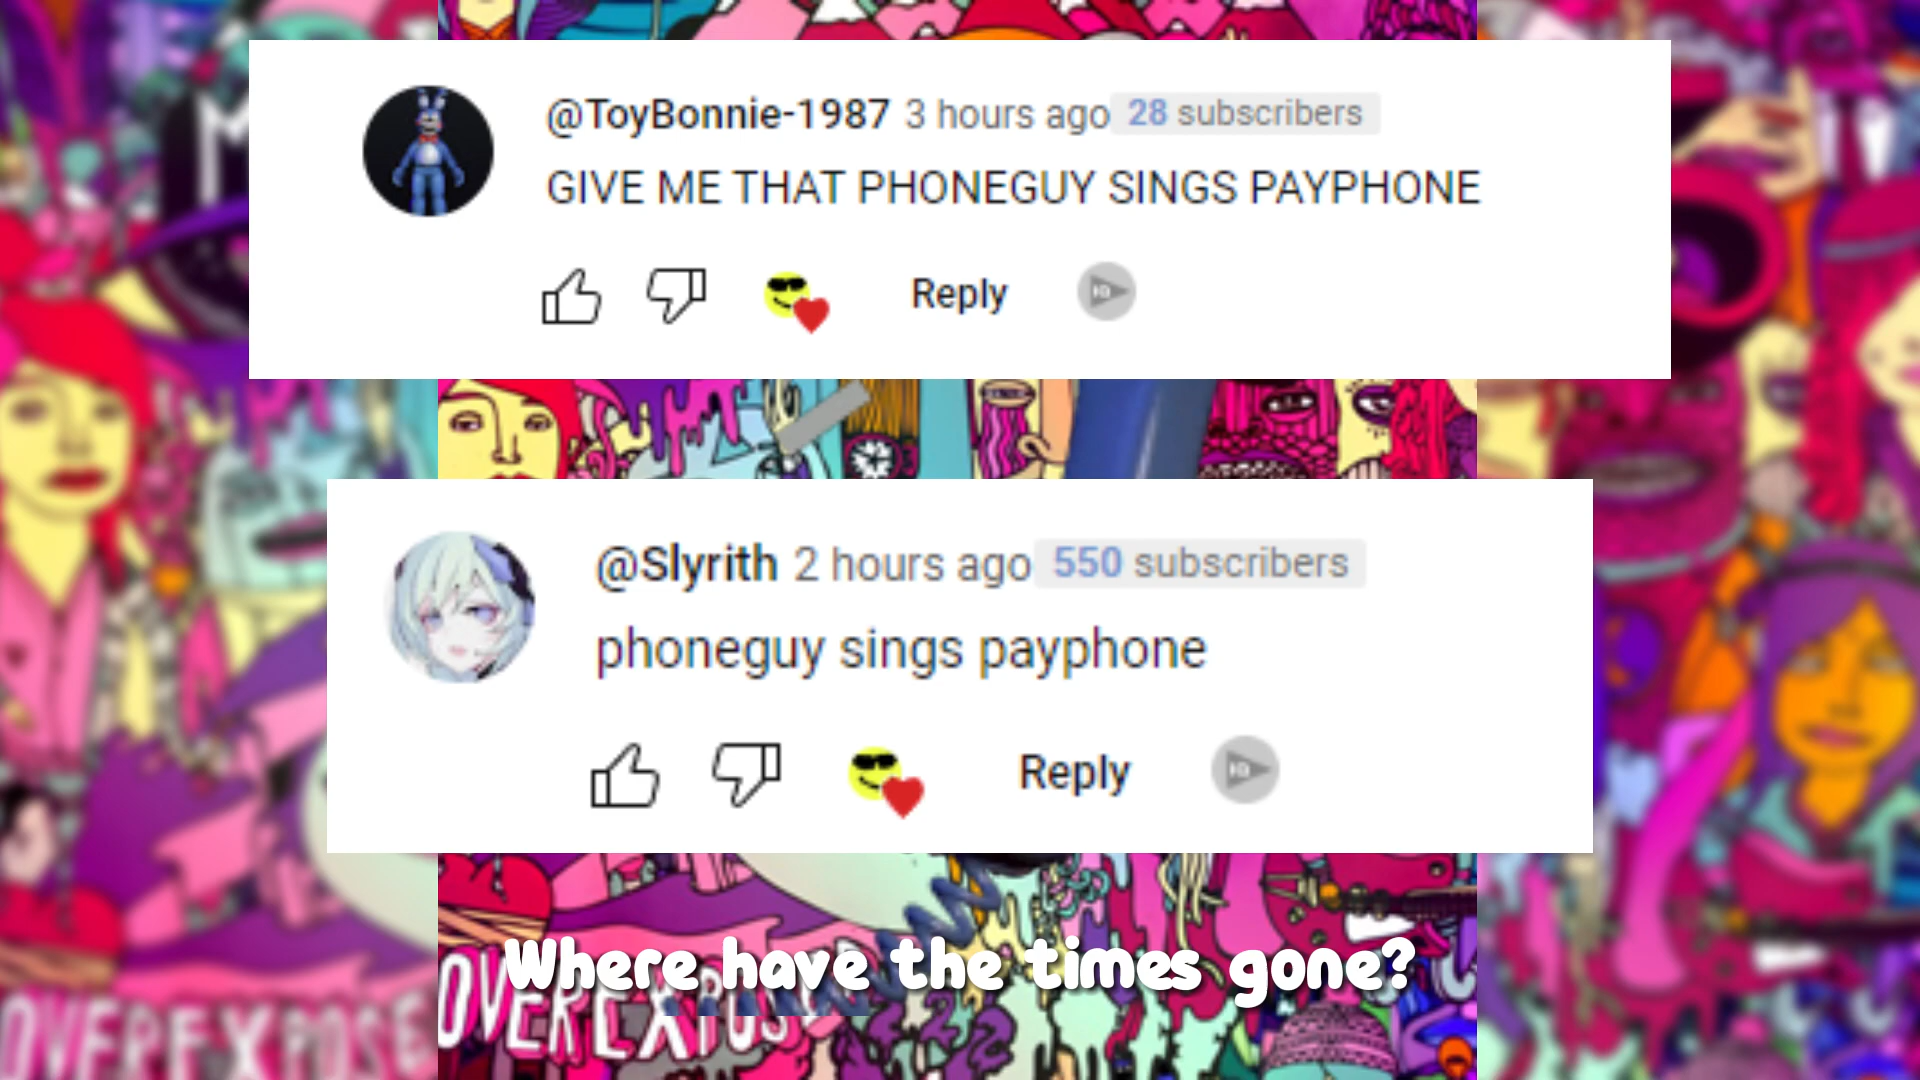 @ToyBonnie-1987 3 hours ago 28 subscribers
GIVE ME THAT PHONEGUY SINGS PAYPHONE
Reply
@Slyrith 2 hours ago 550 subscribers
phoneguy sings payphone
Reply
Where have the times gone?
OVEREXPOSE
OVEREXPOS